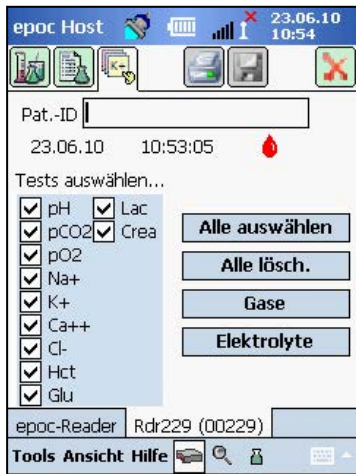 epoc Host 23.06.10 10:54
K+
Pat.-ID
23.06.10 10:53:05
Tests auswählen...
pH Lac
pCO2 Crea
pO2
Na+
K+
Ca++
Cl-
Hct
Glu
Alle auswählen
Alle lösch.
Gase
Elektrolyte
epoc-Reader Rdr229 (00229)
Tools Ansicht Hilfe